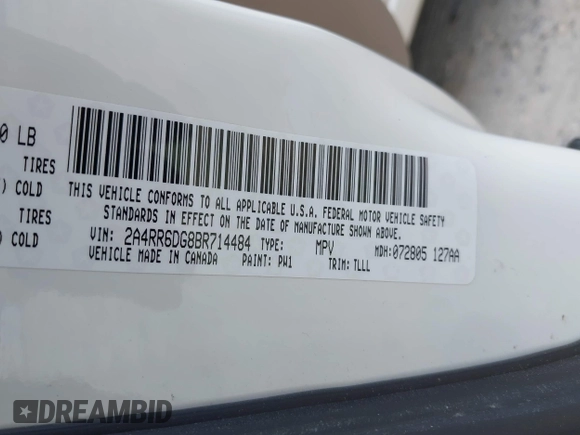 0 LB
TIRES
) COLD
TIRES
) COLD
THIS VEHICLE CONFORMS TO ALL APPLICABLE U.S.A. FEDERAL MOTOR VEHICLE SAFETY
STANDARDS IN EFFECT ON THE DATE OF MANUFACTURE SHOWN ABOVE.
VIN: 2A4RR6DG8BR714484 TYPE: MPV MDH:072805 127AA
VEHICLE MADE IN CANADA PAINT: PW1 TRIM: TLLL
DREAMBID